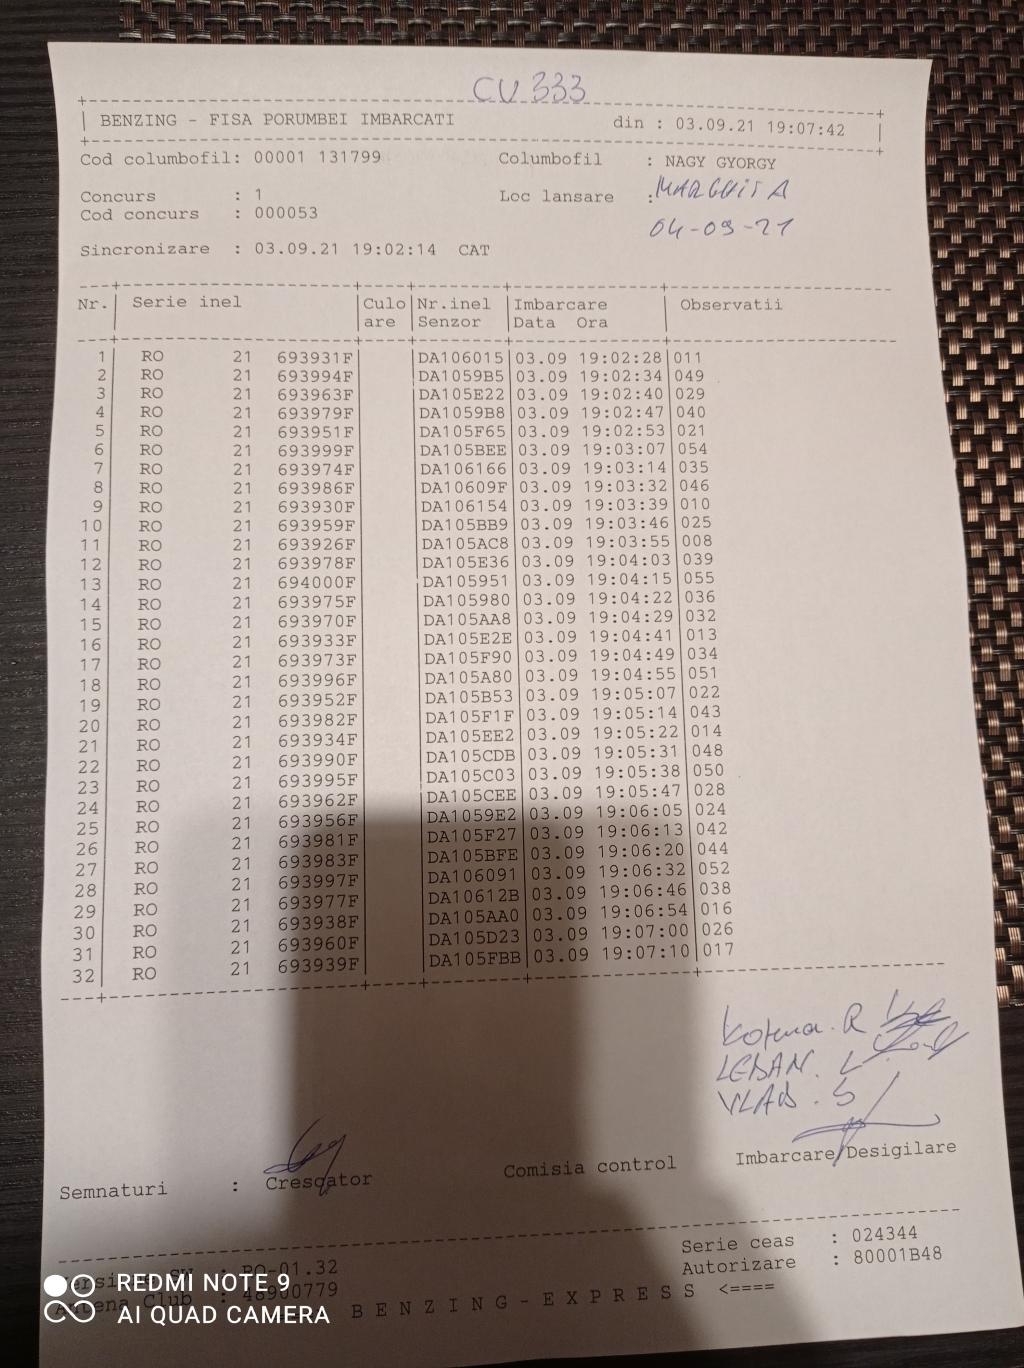 CU 333
BENZING - FISA PORUMBEI IMBARCATI din : 03.09.21 19:07:42
Cod columbofil: 00001 131799 Columbofil : NAGY GYORGY
Concurs : 1 Loc lansare : MARGHITA
Cod concurs : 000053
04-09-21
Sincronizare : 03.09.21 19:02:14 CAT
Nr. Serie inel Culo Nr.inel Imbarcare Observatii
are Senzor Data Ora
1 RO 21 693931F DA106015 03.09 19:02:28 011
2 RO 21 693994F DA1059B5 03.09 19:02:34 049
3 RO 21 693963F DA105E22 03.09 19:02:40 029
4 RO 21 693979F DA1059B8 03.09 19:02:47 040
5 RO 21 693951F DA105F65 03.09 19:02:53 021
6 RO 21 693999F DA105BEE 03.09 19:03:07 054
7 RO 21 693974F DA106166 03.09 19:03:14 035
8 RO 21 693986F DA10609F 03.09 19:03:32 046
9 RO 21 693930F DA106154 03.09 19:03:39 010
10 RO 21 693959F DA105BB9 03.09 19:03:46 025
11 RO 21 693926F DA105AC8 03.09 19:03:55 008
12 RO 21 693978F DA105E36 03.09 19:04:03 039
13 RO 21 694000F DA105951 03.09 19:04:15 055
14 RO 21 693975F DA105980 03.09 19:04:22 036
15 RO 21 693970F DA105AA8 03.09 19:04:29 032
16 RO 21 693933F DA105E2E 03.09 19:04:41 013
17 RO 21 693973F DA105F90 03.09 19:04:49 034
18 RO 21 693996F DA105A80 03.09 19:04:55 051
19 RO 21 693952F DA105B53 03.09 19:05:07 022
20 RO 21 693982F DA105F1F 03.09 19:05:14 043
21 RO 21 693934F DA105EE2 03.09 19:05:22 014
22 RO 21 693990F DA105CDB 03.09 19:05:31 048
23 RO 21 693995F DA105C03 03.09 19:05:38 050
24 RO 21 693962F DA105CEE 03.09 19:05:47 028
25 RO 21 693956F DA1059E2 03.09 19:06:05 024
26 RO 21 693981F DA105F27 03.09 19:06:13 042
27 RO 21 693983F DA105BFE 03.09 19:06:20 044
28 RO 21 693997F DA106091 03.09 19:06:32 052
29 RO 21 693977F DA10612B 03.09 19:06:46 038
30 RO 21 693938F DA105AA0 03.09 19:06:54 016
31 RO 21 693960F DA105D23 03.09 19:07:00 026
32 RO 21 693939F DA105FBB 03.09 19:07:10 017
R
LEBAN. L
VLAD. S
Semnaturi : Crescator Comisia control Imbarcare/Desigilare
Serie ceas : 024344
RO-01.32 Autorizare : 80001B48
Antena Club : 48900779
BENZING-EXPRESS <====
REDMI NOTE 9
AI QUAD CAMERA